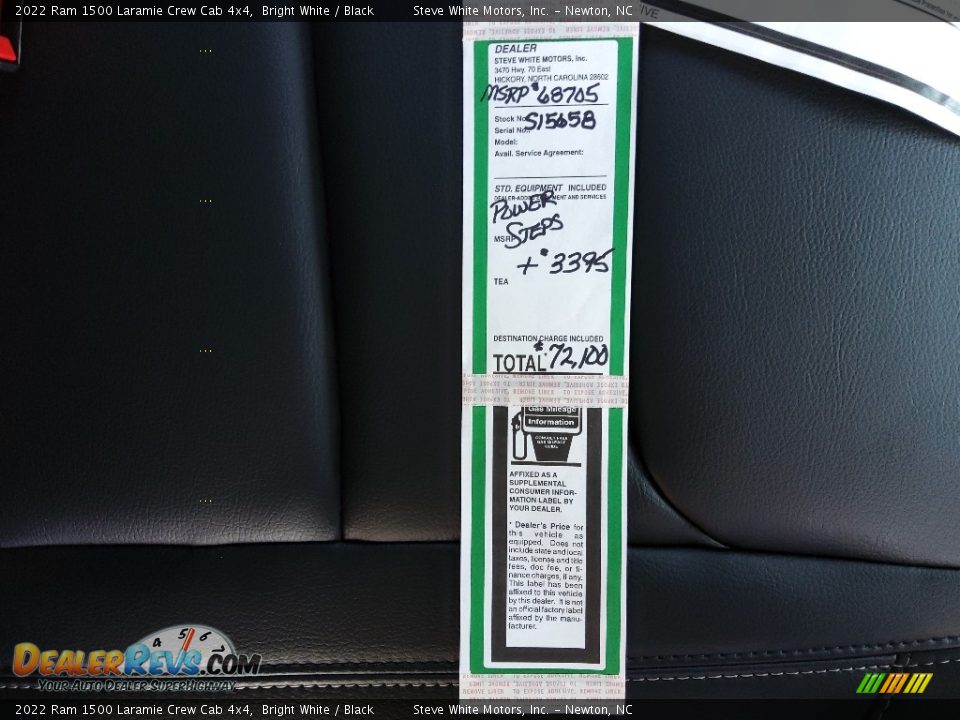 2022 Ram 1500 Laramie Crew Cab 4x4,  Bright White / Black
Steve White Motors, Inc. – Newton, NC
DEALER
STEVE WHITE MOTORS, Inc.
3470 Hwy. 70 East
HICKORY, NORTH CAROLINA 28602
MSRP $68705
Stock No. S15658
Serial No.:
Model:
Avail. Service Agreement:
STD. EQUIPMENT INCLUDED
POWER
STEPS
MSRP
+$3395
TEA
DESTINATION CHARGE INCLUDED
TOTAL $72,100
Gas Mileage
Information
AFFIXED AS A
SUPPLEMENTAL
CONSUMER INFOR-
MATION LABEL BY
YOUR DEALER.
* Dealer's Price for
this vehicle as
equipped. Does not
include state and local
taxes, license and title
fees, doc fee, or fi-
nance charges, if any.
This label has been
affixed to this vehicle
by this dealer. It is not
an official factory label
affixed by the manu-
facturer.
DEALERREVS.COM
YOUR AUTO DEALER SUPERHIGHWAY
2022 Ram 1500 Laramie Crew Cab 4x4,  Bright White / Black
Steve White Motors, Inc. – Newton, NC